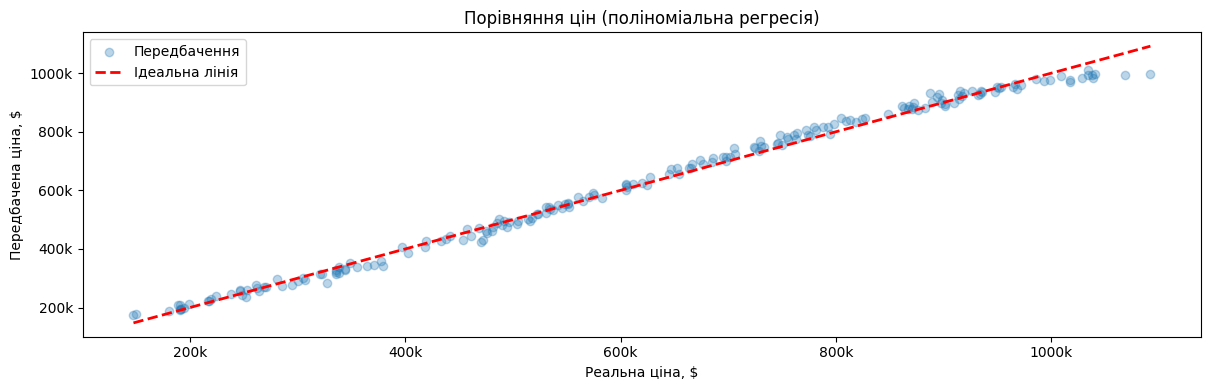 Порівняння цін (поліноміальна регресія)
Передбачення
Ідеальна лінія
Передбачена ціна, $
1000k
800k
600k
400k
200k
200k 400k 600k 800k 1000k
Реальна ціна, $